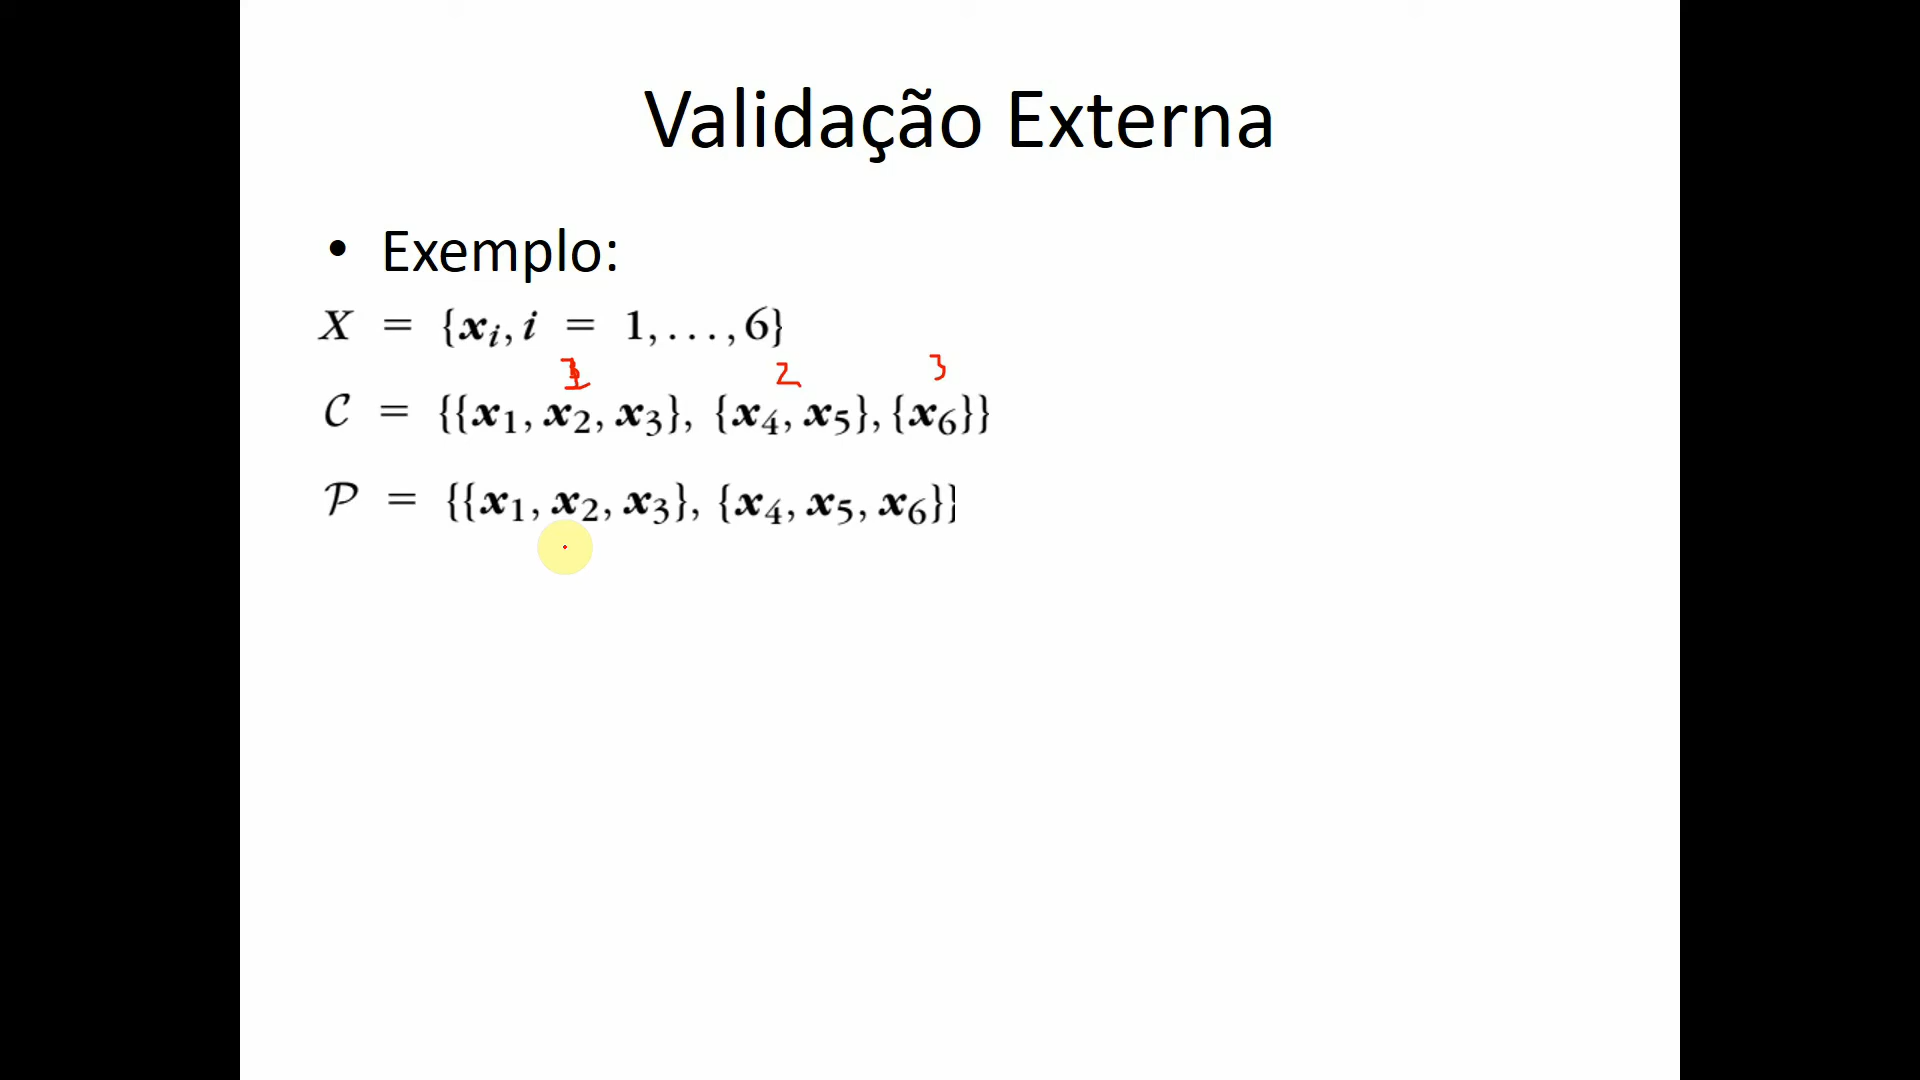 Validação Externa
• Exemplo:
X = {xᵢ, i = 1, . . . , 6}
1 2 3
C = {{x₁, x₂, x₃}, {x₄, x₅}, {x₆}}
P = {{x₁, x₂, x₃}, {x₄, x₅, x₆}}